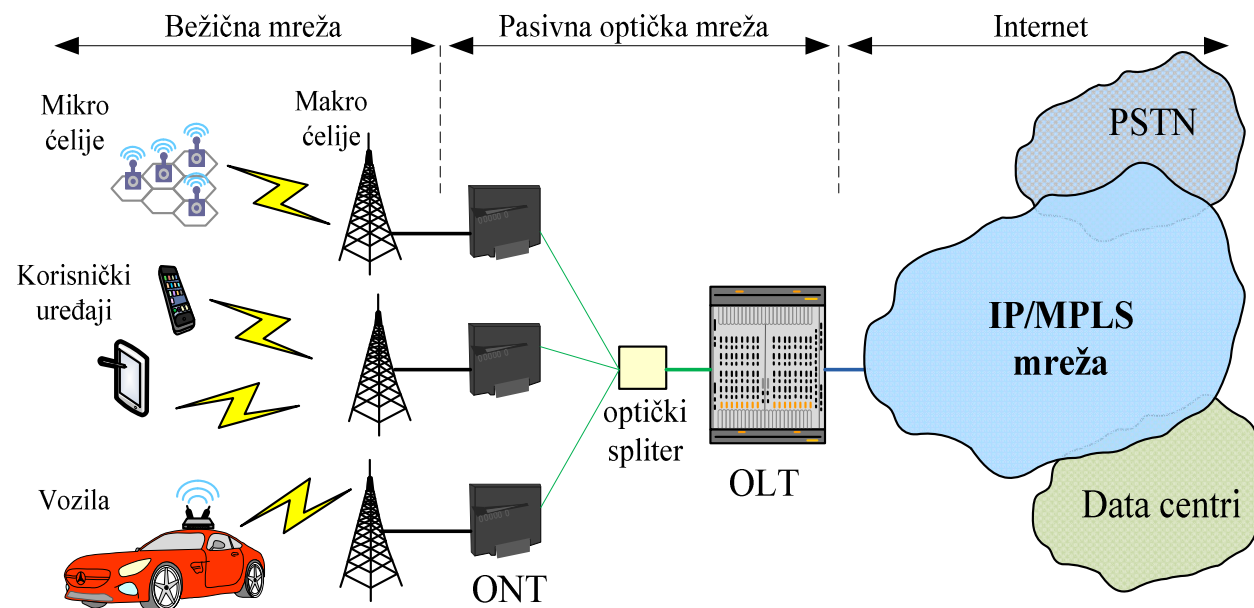 Bežična mreža
Pasivna optička mreža
Internet
Mikro
ćelije
Makro
ćelije
PSTN
Korisnički
uređaji
IP/MPLS
mreža
optički
spliter
OLT
Vozila
ONT
Data centri